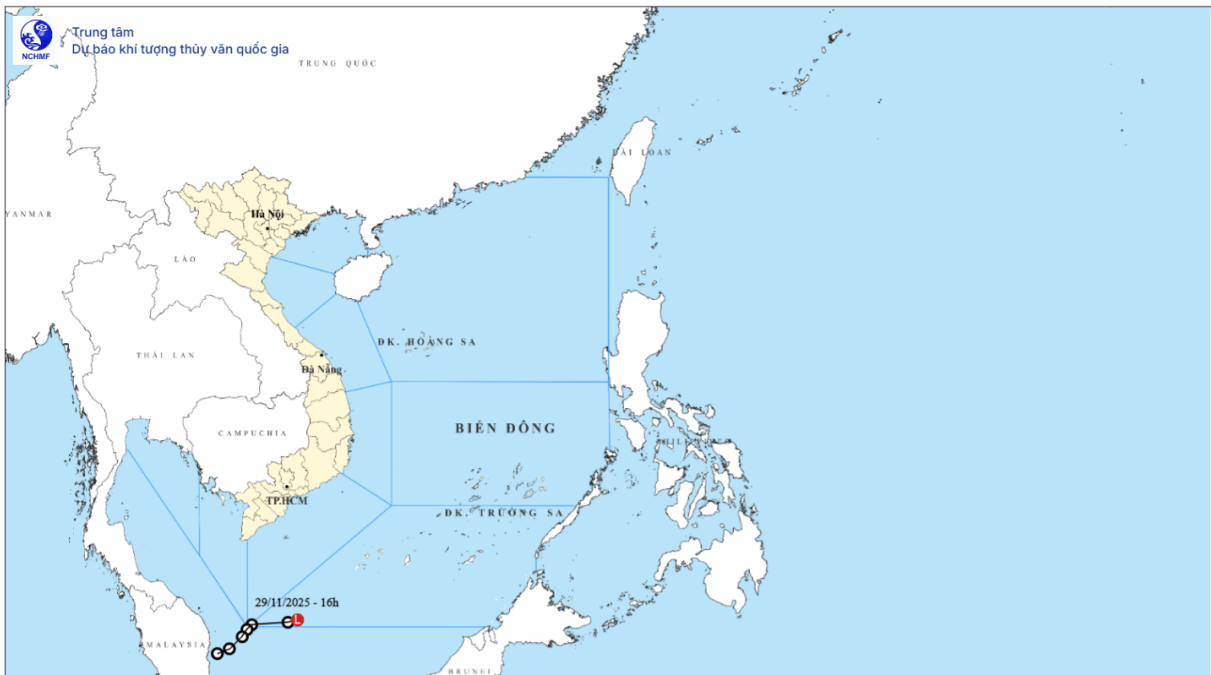 Trung tâm
Dự báo khí tượng thủy văn quốc gia
NCHMF
TRUNG QUỐC
ĐÀI LOAN
YANMAR
Hà Nội
LÀO
ĐK. HOÀNG SA
THÁI LAN
Đà Nẵng
CAMPUCHIA
BIỂN ĐÔNG
TP.HCM
ĐK. TRƯỜNG SA
29/11/2025 - 16h
L
MALAYSIA
BRUNEI